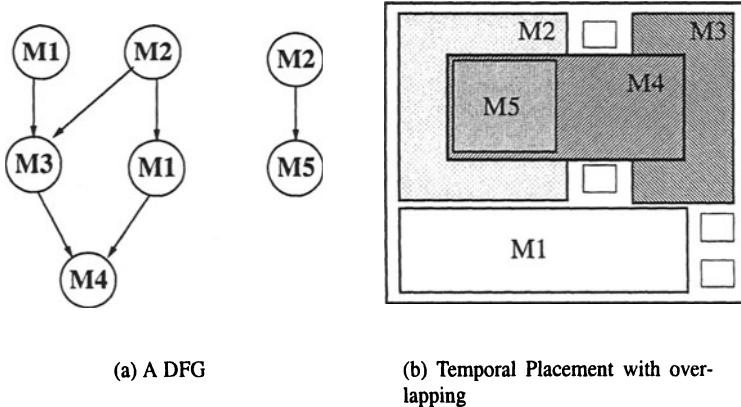 M1
M2
M2
M3
M1
M5
M4
M2
M3
M4
M5
M1
(a) A DFG
(b) Temporal Placement with over-
lapping